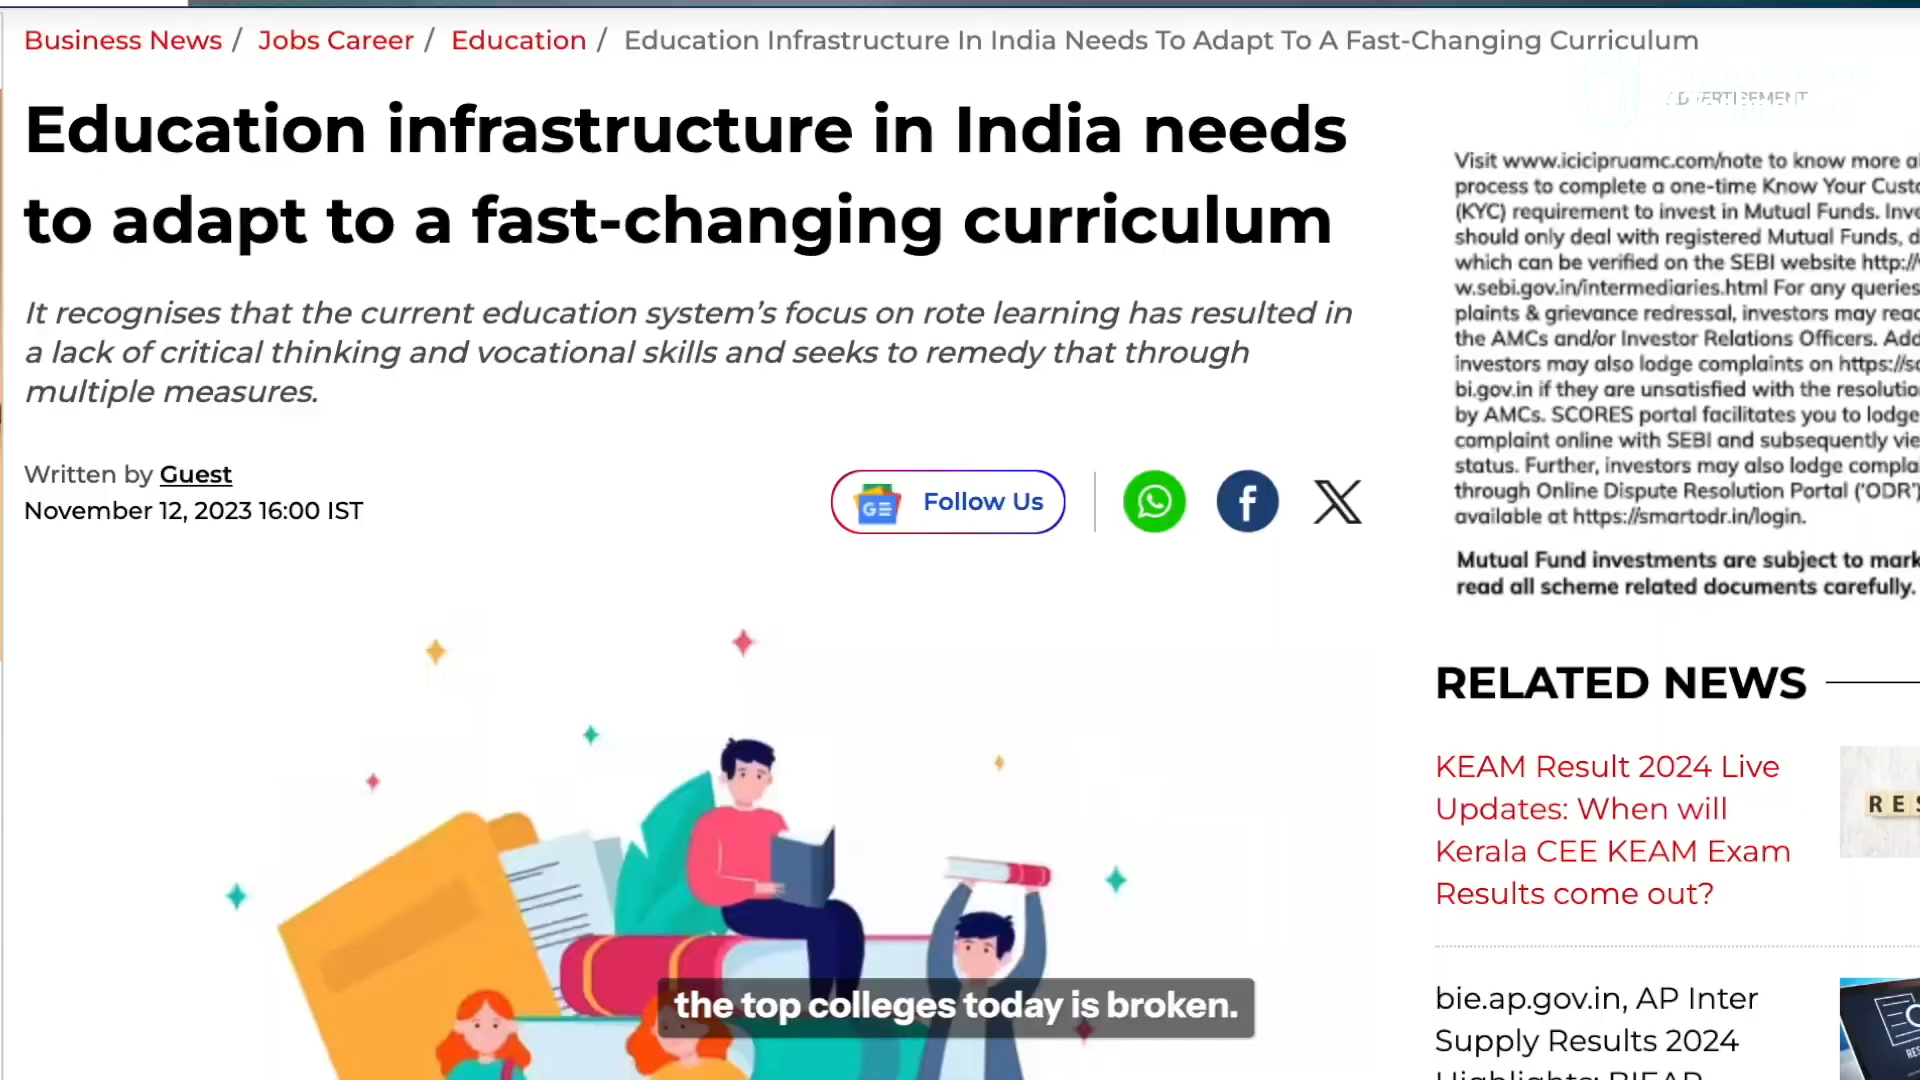 Business News / Jobs Career / Education / Education Infrastructure In India Needs To Adapt To A Fast-Changing Curriculum
Education infrastructure in India needs
to adapt to a fast-changing curriculum
It recognises that the current education system's focus on rote learning has resulted in
a lack of critical thinking and vocational skills and seeks to remedy that through
multiple measures.
Written by Guest
November 12, 2023 16:00 IST
GE Follow Us
ADVERTISEMENT
Visit www.icicipruamc.com/note to know more
process to complete a one-time Know Your
(KYC) requirement to invest in Mutual Funds.
should only deal with registered Mutual Funds,
which can be verified on the SEBI website
w.sebi.gov.in/intermediaries.html For any queries
plaints & grievance redressal, investors may
the AMCs and/or Investor Relations Officers.
investors may also lodge complaints on
bi.gov.in if they are unsatisfied with the
by AMCs. SCORES portal facilitates you to lodge
complaint online with SEBI and subsequently
status. Further, investors may also lodge
through Online Dispute Resolution Portal ('ODR')
available at https://smartodr.in/login.
Mutual Fund investments are subject to
read all scheme related documents carefully.
RELATED NEWS
KEAM Result 2024 Live
Updates: When will
Kerala CEE KEAM Exam
Results come out?
bie.ap.gov.in, AP Inter
Supply Results 2024
the top colleges today is broken.